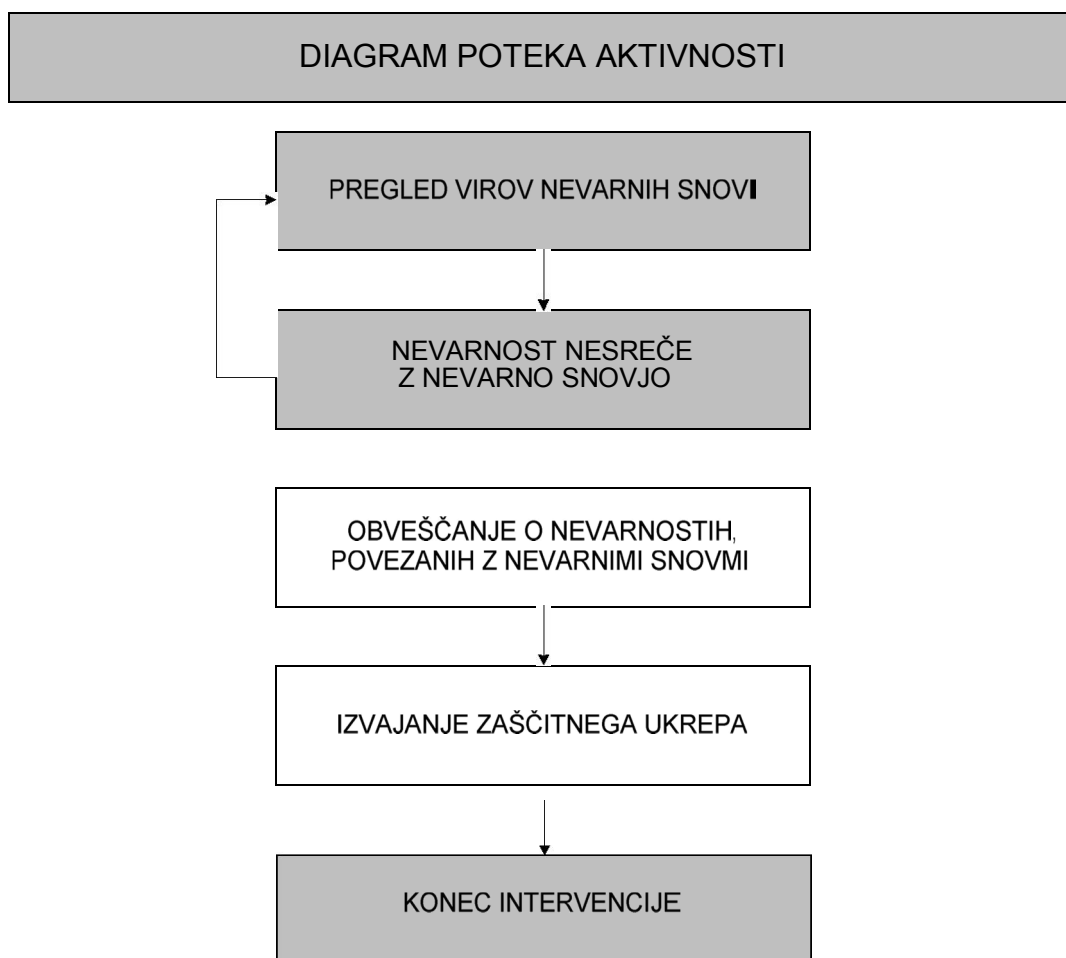 DIAGRAM POTEKA AKTIVNOSTI
PREGLED VIROV NEVARNIH SNOVI
NEVARNOST NESREČE
Z NEVARNO SNOVJO
OBVEŠČANJE O NEVARNOSTIH,
POVEZANIH Z NEVARNIMI SNOVMI
IZVAJANJE ZAŠČITNEGA UKREPA
KONEC INTERVENCIJE